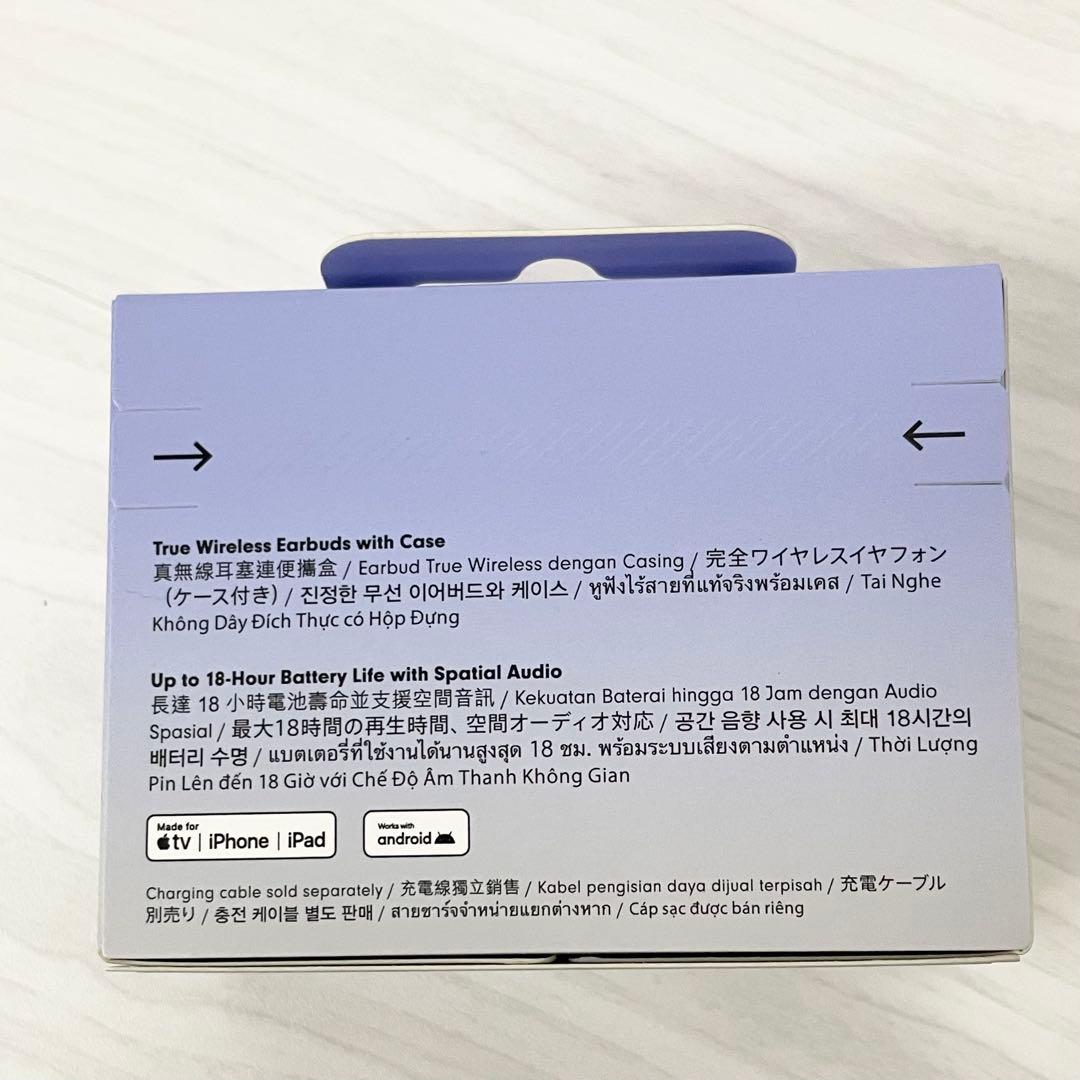 True Wireless Earbuds with Case
真無線耳塞連便攜盒 / Earbud True Wireless dengan Casing / 完全ワイヤレスイヤフォン
（ケース付き）/ 진정한 무선 이어버드와 케이스 / หูฟังไร้สายที่แท้จริงพร้อมเคส / Tai Nghe
Không Dây Đích Thực có Hộp Đựng
Up to 18-Hour Battery Life with Spatial Audio
長達 18 小時電池壽命並支援空間音訊 / Kekuatan Baterai hingga 18 Jam dengan Audio
Spasial / 最大18時間の再生時間、空間オーディオ対応 / 공간 음향 사용 시 최대 18시간의
배터리 수명 / แบตเตอรี่ที่ใช้งานได้นานสูงสุด 18 ชม. พร้อมระบบเสียงตามตำแหน่ง / Thời Lượng
Pin Lên đến 18 Giờ với Chế Độ Âm Thanh Không Gian
Made for
tv | iPhone | iPad
Works with
android
Charging cable sold separately / 充電線獨立銷售 / Kabel pengisian daya dijual terpisah / 充電ケーブル
別売り / 충전 케이블 별도 판매 / สายชาร์จจำหน่ายแยกต่างหาก / Cáp sạc được bán riêng